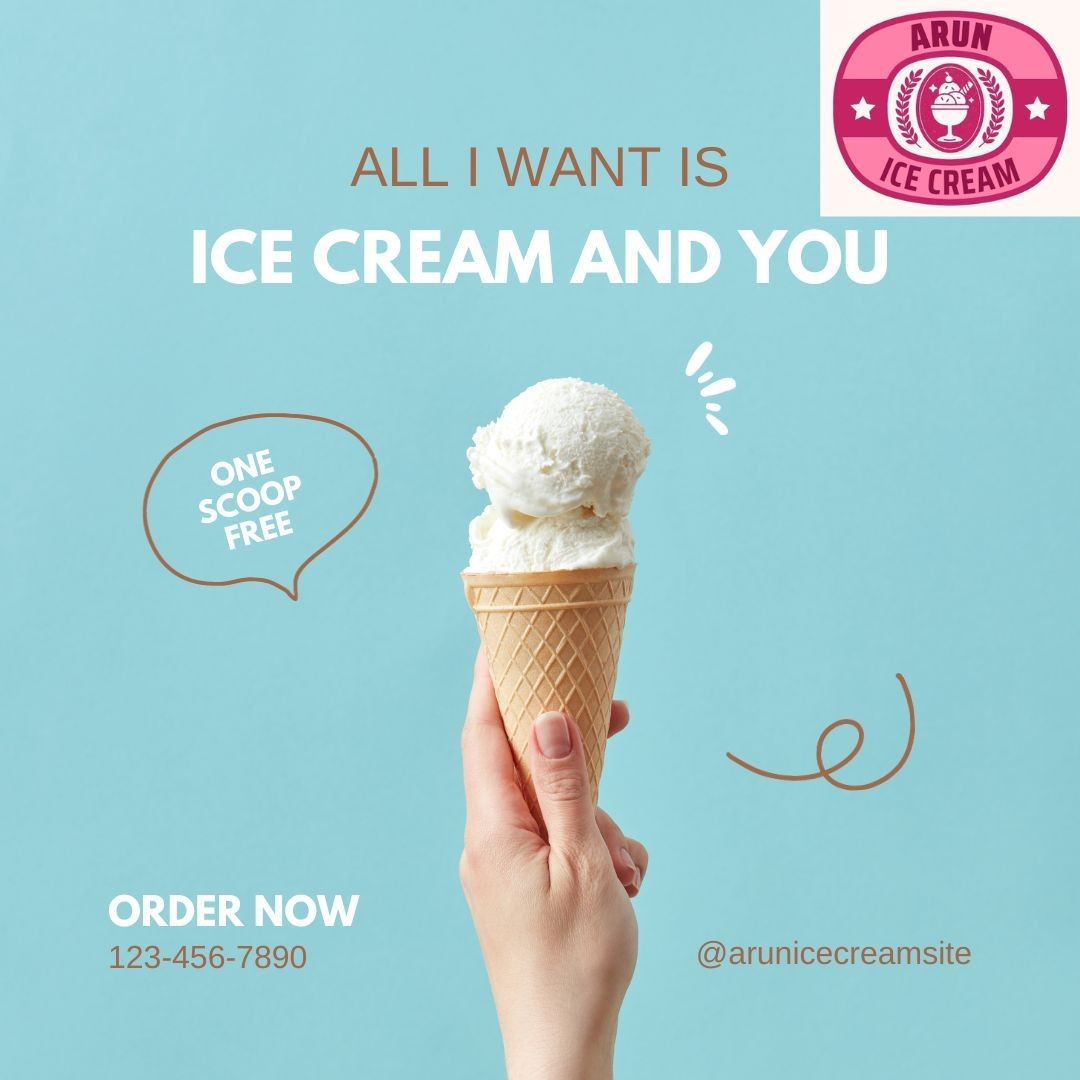 ARUN
ICE CREAM
ALL I WANT IS
ICE CREAM AND YOU
ONE
SCOOP
FREE
ORDER NOW
123-456-7890
@arunicecreamsite